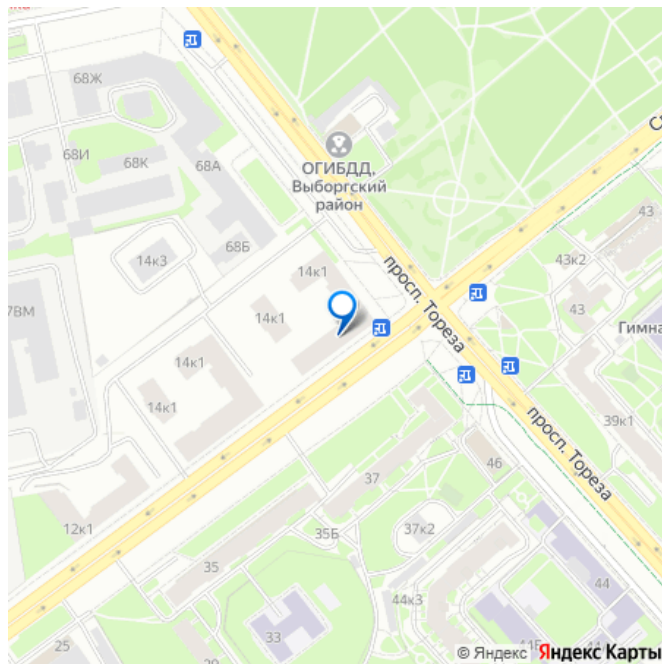 68Ж
68И
68К
68А
ОГИБДД,
Выборгский
район
43
43к2
68Б
14к3
14к1
просп. Тореза
43
7ВМ
14к1
Гимна
14к1
14к1
просп. Тореза
39к1
37
46
12к1
35Б
37к2
35
44
44к3
33
25
© Яндекс Яндекс Карты